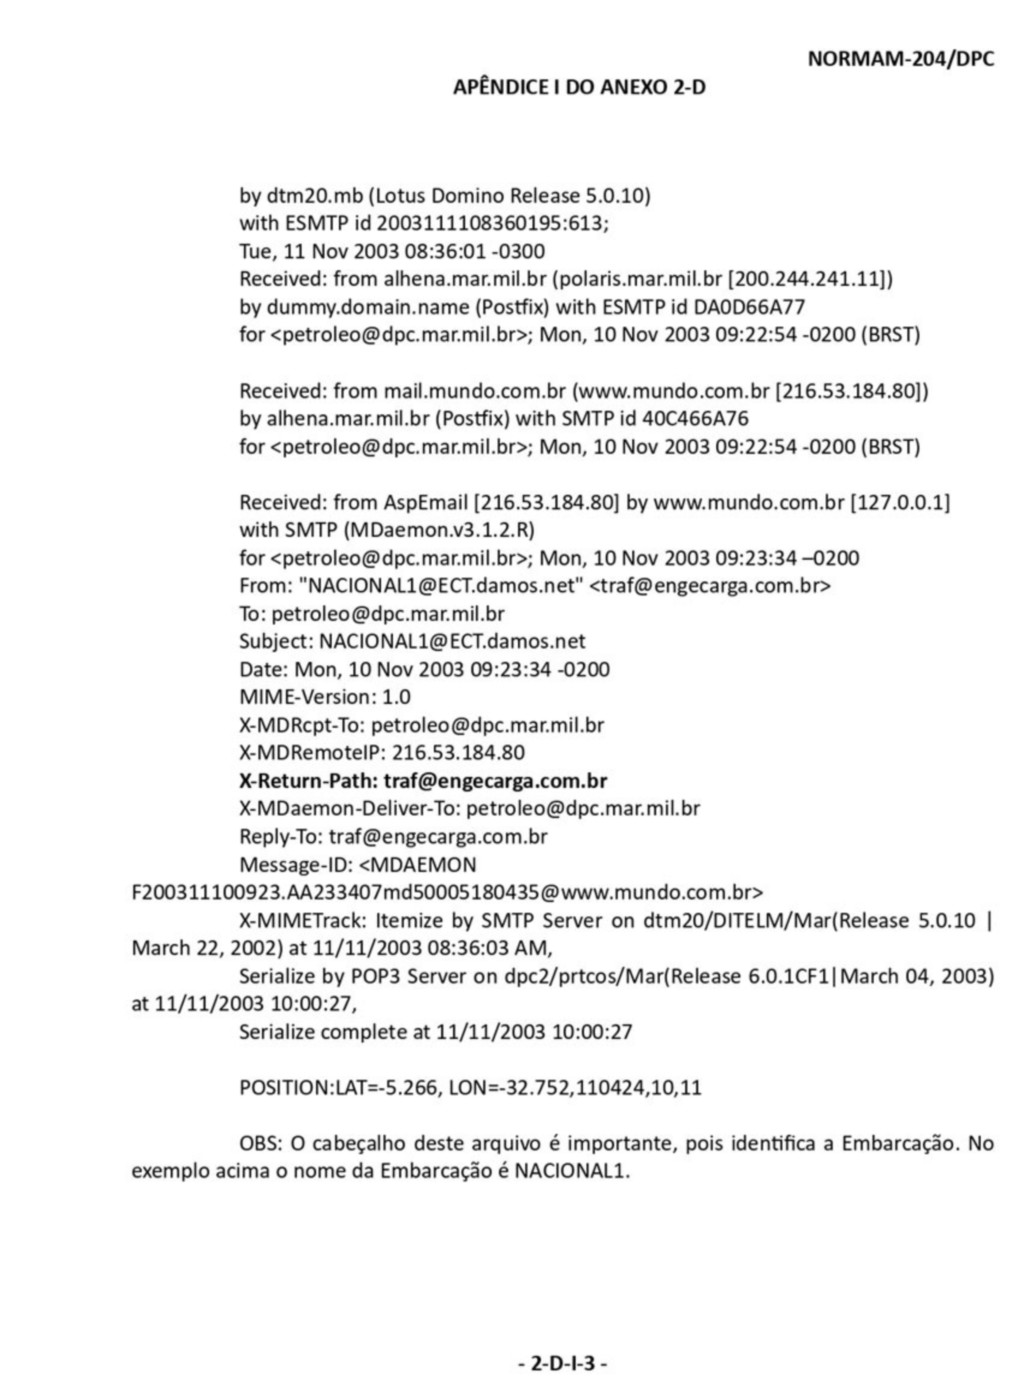 NORMAM-204/DPC
APÊNDICE I DO ANEXO 2-D
by dtm20.mb (Lotus Domino Release 5.0.10)
with ESMTP id 2003111108360195:613;
Tue, 11 Nov 2003 08:36:01 -0300
Received: from alhena.mar.mil.br (polaris.mar.mil.br [200.244.241.11])
by dummy.domain.name (Postfix) with ESMTP id DA0D66A77
for <petroleo@dpc.mar.mil.br>; Mon, 10 Nov 2003 09:22:54 -0200 (BRST)
Received: from mail.mundo.com.br (www.mundo.com.br [216.53.184.80])
by alhena.mar.mil.br (Postfix) with SMTP id 40C466A76
for <petroleo@dpc.mar.mil.br>; Mon, 10 Nov 2003 09:22:54 -0200 (BRST)
Received: from AspEmail [216.53.184.80] by www.mundo.com.br [127.0.0.1]
with SMTP (MDaemon.v3.1.2.R)
for <petroleo@dpc.mar.mil.br>; Mon, 10 Nov 2003 09:23:34 –0200
From: "NACIONAL1@ECT.damos.net" <traf@engecarga.com.br>
To: petroleo@dpc.mar.mil.br
Subject: NACIONAL1@ECT.damos.net
Date: Mon, 10 Nov 2003 09:23:34 -0200
MIME-Version: 1.0
X-MDRcpt-To: petroleo@dpc.mar.mil.br
X-MDRemoteIP: 216.53.184.80
X-Return-Path: traf@engecarga.com.br
X-MDaemon-Deliver-To: petroleo@dpc.mar.mil.br
Reply-To: traf@engecarga.com.br
Message-ID: <MDAEMON
F200311100923.AA233407md50005180435@www.mundo.com.br>
X-MIMETrack: Itemize by SMTP Server on dtm20/DITELM/Mar(Release 5.0.10 |
March 22, 2002) at 11/11/2003 08:36:03 AM,
Serialize by POP3 Server on dpc2/prtcos/Mar(Release 6.0.1CF1|March 04, 2003)
at 11/11/2003 10:00:27,
Serialize complete at 11/11/2003 10:00:27
POSITION:LAT=-5.266, LON=-32.752,110424,10,11
OBS: O cabeçalho deste arquivo é importante, pois identifica a Embarcação. No
exemplo acima o nome da Embarcação é NACIONAL1.
- 2-D-I-3 -